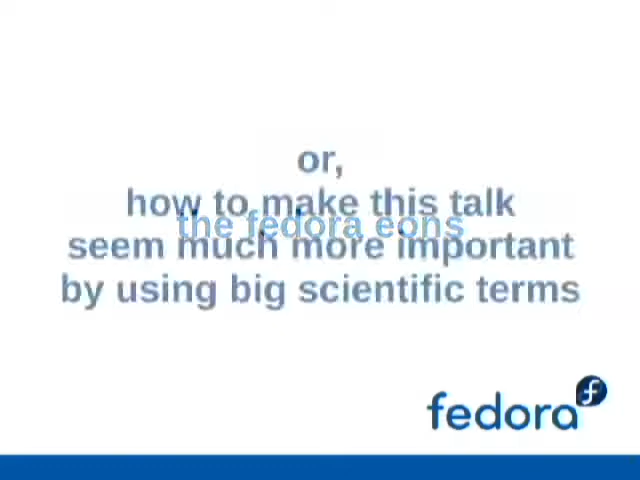 or,
how to make this talk
the fedora eons
seem much more important
by using big scientific terms
fedora